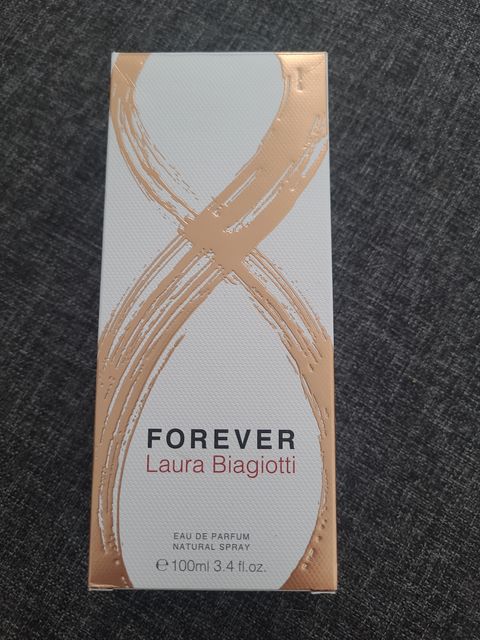 FOREVER
Laura Biagiotti
EAU DE PARFUM
NATURAL SPRAY
℮ 100ml 3.4 fl.oz.